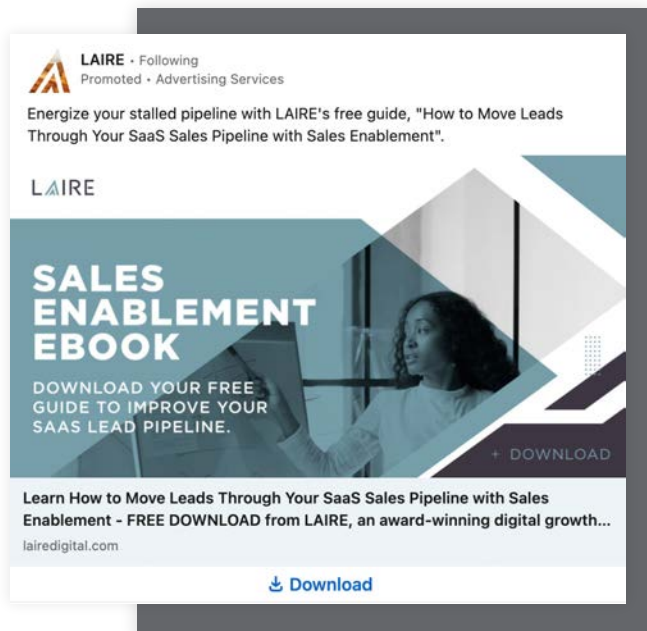 LAIRE • Following
Promoted • Advertising Services
Energize your stalled pipeline with LAIRE's free guide, "How to Move Leads
Through Your SaaS Sales Pipeline with Sales Enablement".
LAIRE
SALES
ENABLEMENT
EBOOK
DOWNLOAD YOUR FREE
GUIDE TO IMPROVE YOUR
SAAS LEAD PIPELINE.
+ DOWNLOAD
Learn How to Move Leads Through Your SaaS Sales Pipeline with Sales
Enablement - FREE DOWNLOAD from LAIRE, an award-winning digital growth...
lairedigital.com
Download